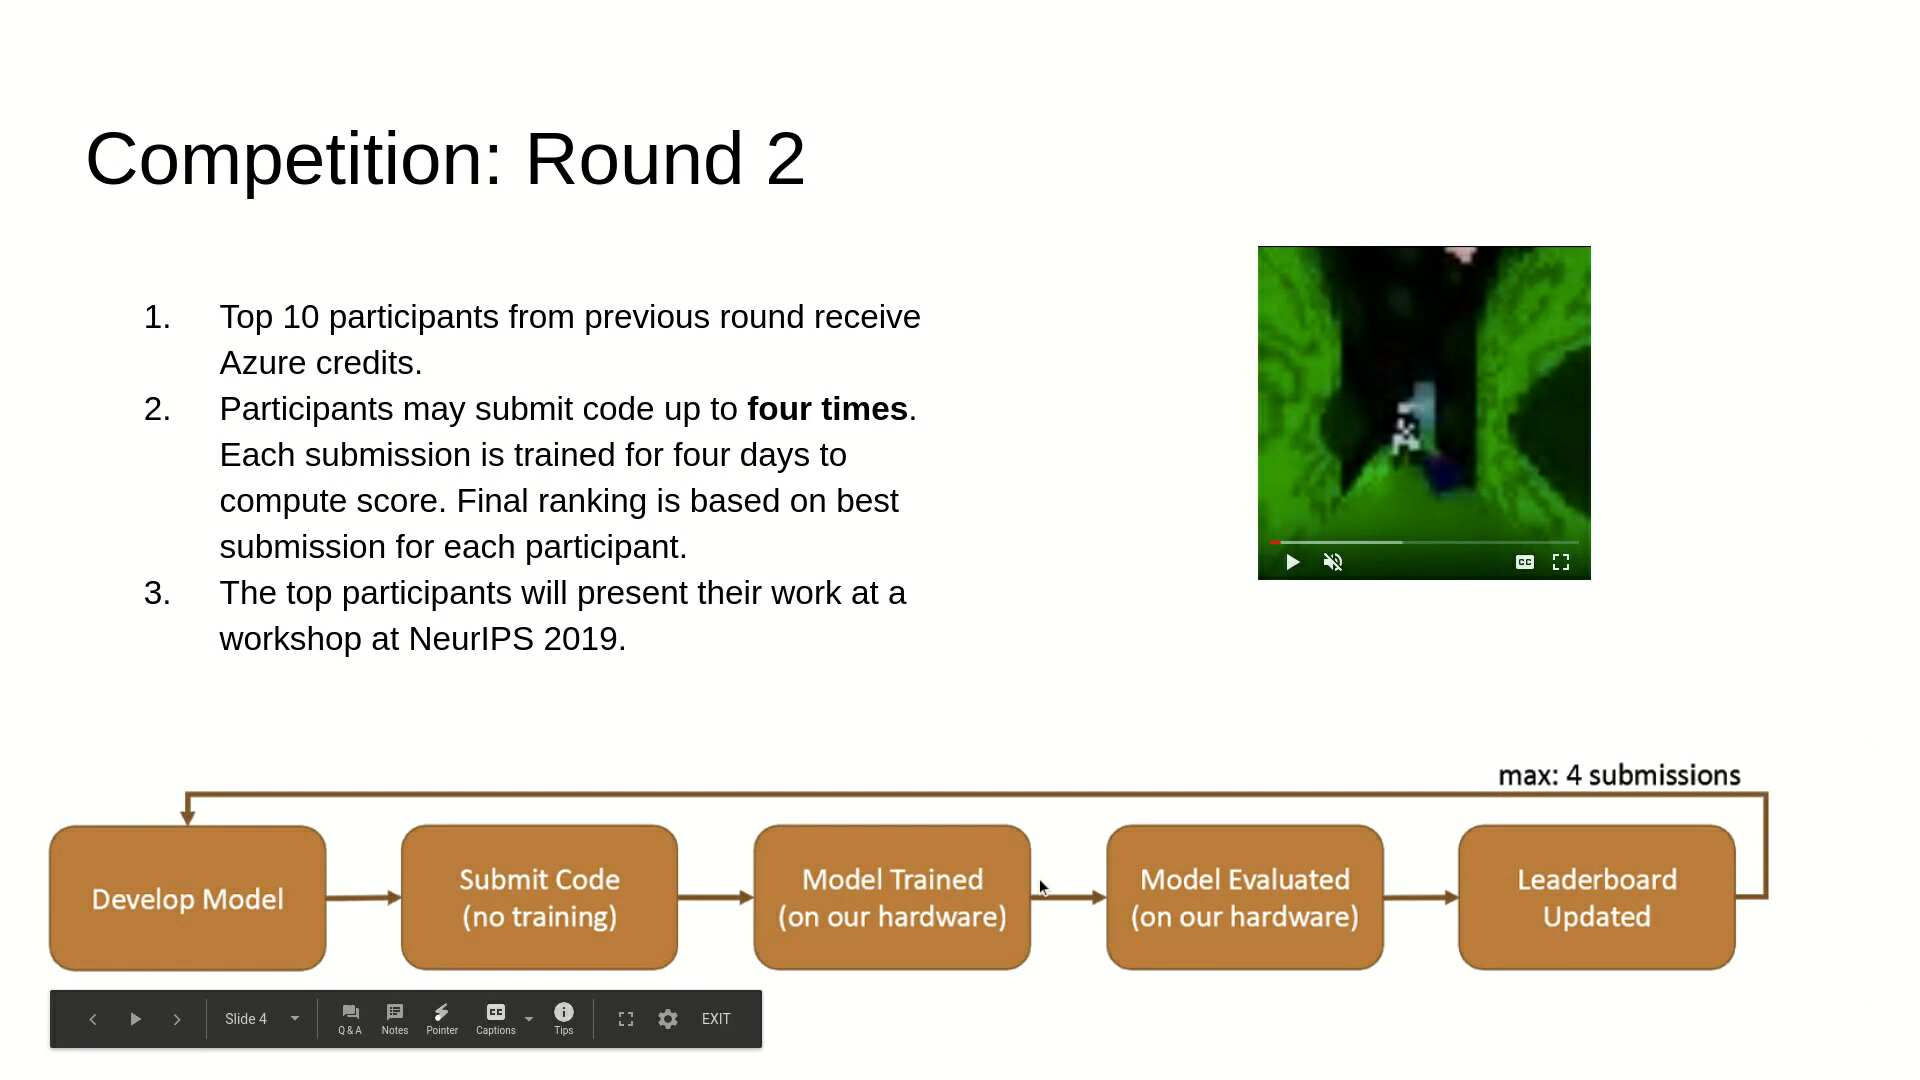 Competition: Round 2
1. Top 10 participants from previous round receive
Azure credits.
2. Participants may submit code up to four times.
Each submission is trained for four days to
compute score. Final ranking is based on best
submission for each participant.
3. The top participants will present their work at a
workshop at NeurIPS 2019.
CC
max: 4 submissions
Develop Model
Submit Code
(no training)
Model Trained
(on our hardware)
Model Evaluated
(on our hardware)
Leaderboard
Updated
Slide 4
Q & A
Notes
Pointer
CC
Captions
Tips
EXIT